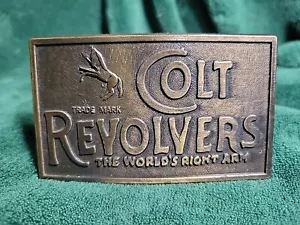 COLT
TRADE MARK
REVOLVERS
THE WORLD'S RIGHT ARM